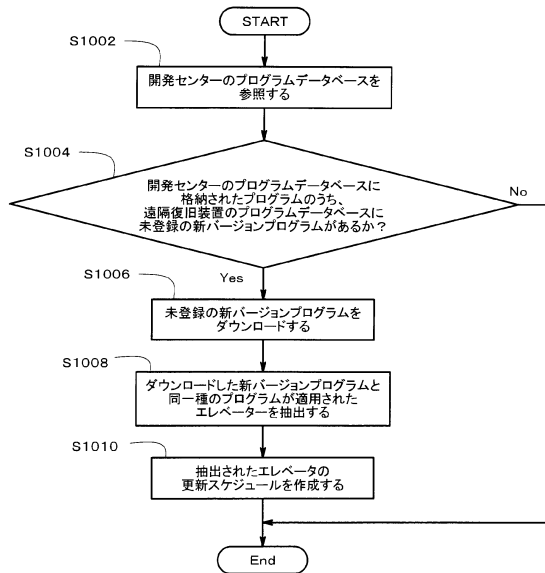 START
S1002
開発センターのプログラムデータベースを
参照する
S1004
開発センターのプログラムデータベースに
格納されたプログラムのうち、
遠隔復旧装置のプログラムデータベースに
未登録の新バージョンプログラムがあるか？
No
Yes
S1006
未登録の新バージョンプログラムを
ダウンロードする
S1008
ダウンロードした新バージョンプログラムと
同一種のプログラムが適用された
エレベーターを抽出する
S1010
抽出されたエレベータの
更新スケジュールを作成する
End